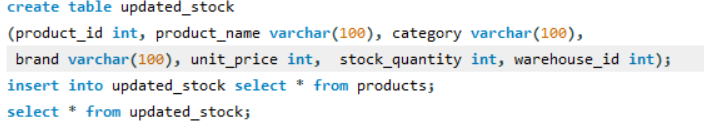 create table updated_stock
(product_id int, product_name varchar(100), category varchar(100),
brand varchar(100), unit_price int,  stock_quantity int, warehouse_id int);
insert into updated_stock select * from products;
select * from updated_stock;